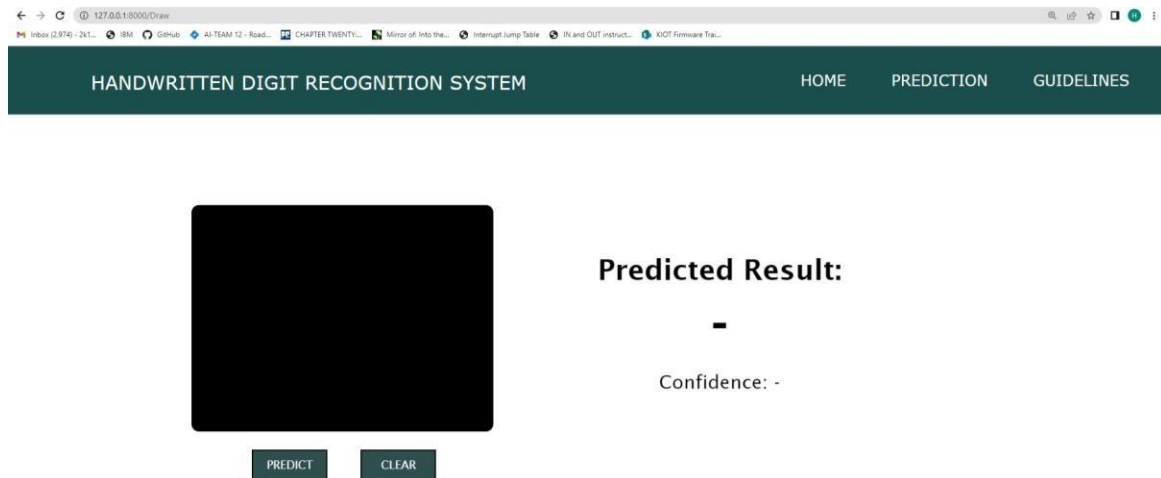 127.0.0.1:8000/Draw
Inbox (2,974) - 2k1... IBM GitHub AI-TEAM 12 - Road... CHAPTER TWENTY:... Mirror of: Into the... Interrupt Jump Table IN and OUT instruct... KIOT Firmware Trai...
HANDWRITTEN DIGIT RECOGNITION SYSTEM HOME PREDICTION GUIDELINES
Predicted Result:
-
Confidence: -
PREDICT CLEAR